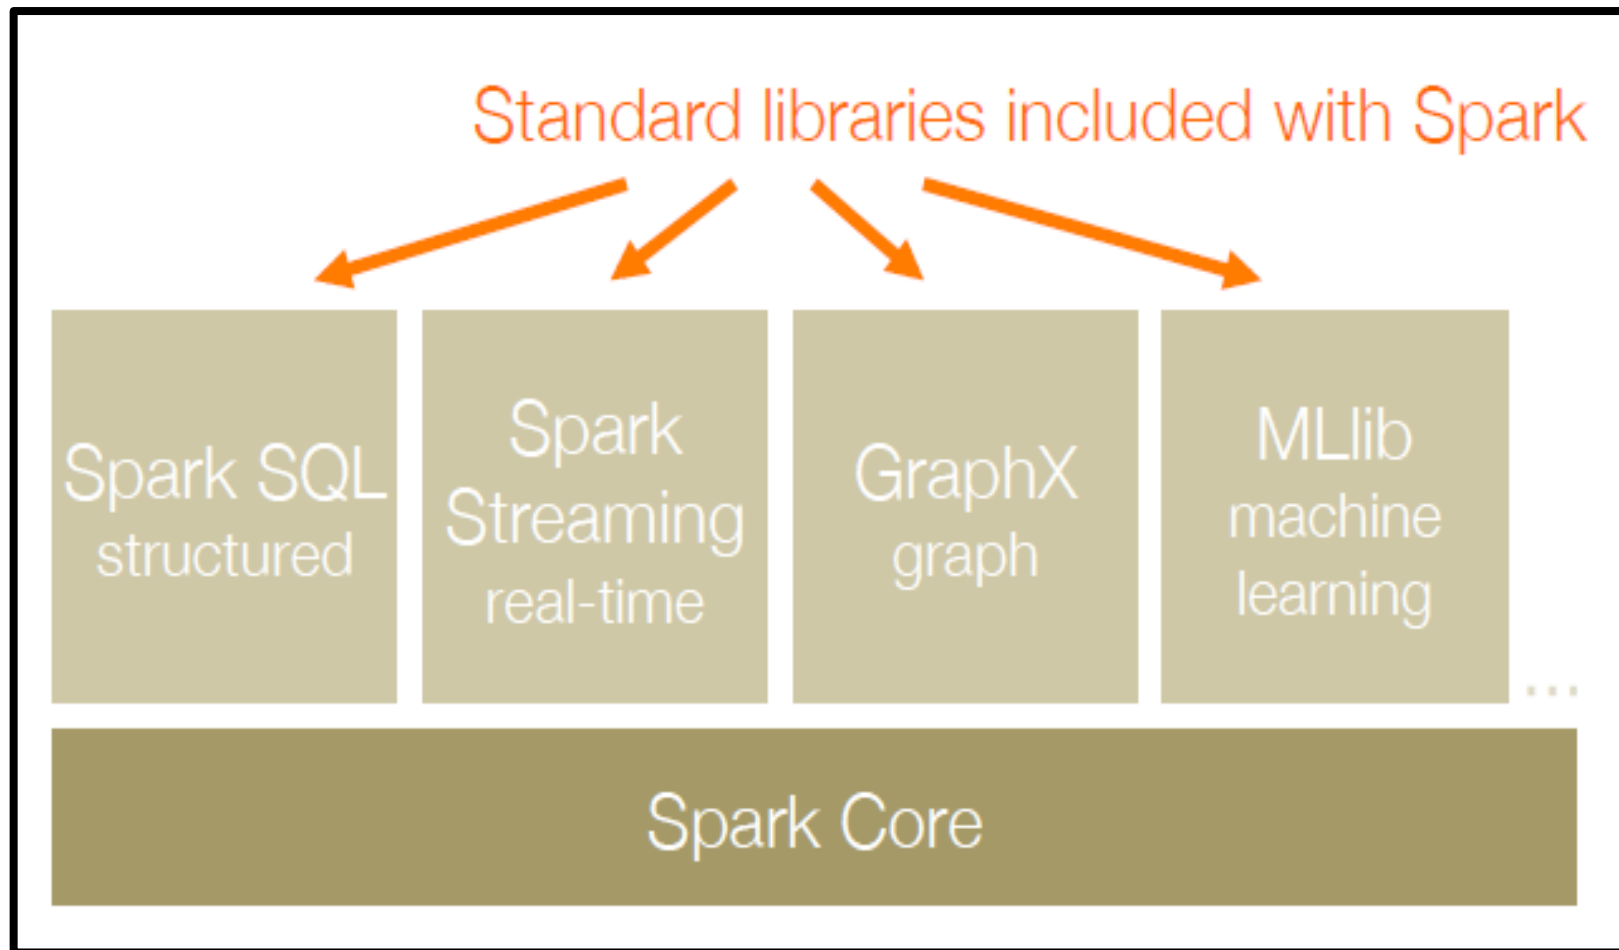 Standard libraries included with Spark
Spark SQL
structured
Spark
Streaming
real-time
GraphX
graph
MLlib
machine
learning
...
Spark Core